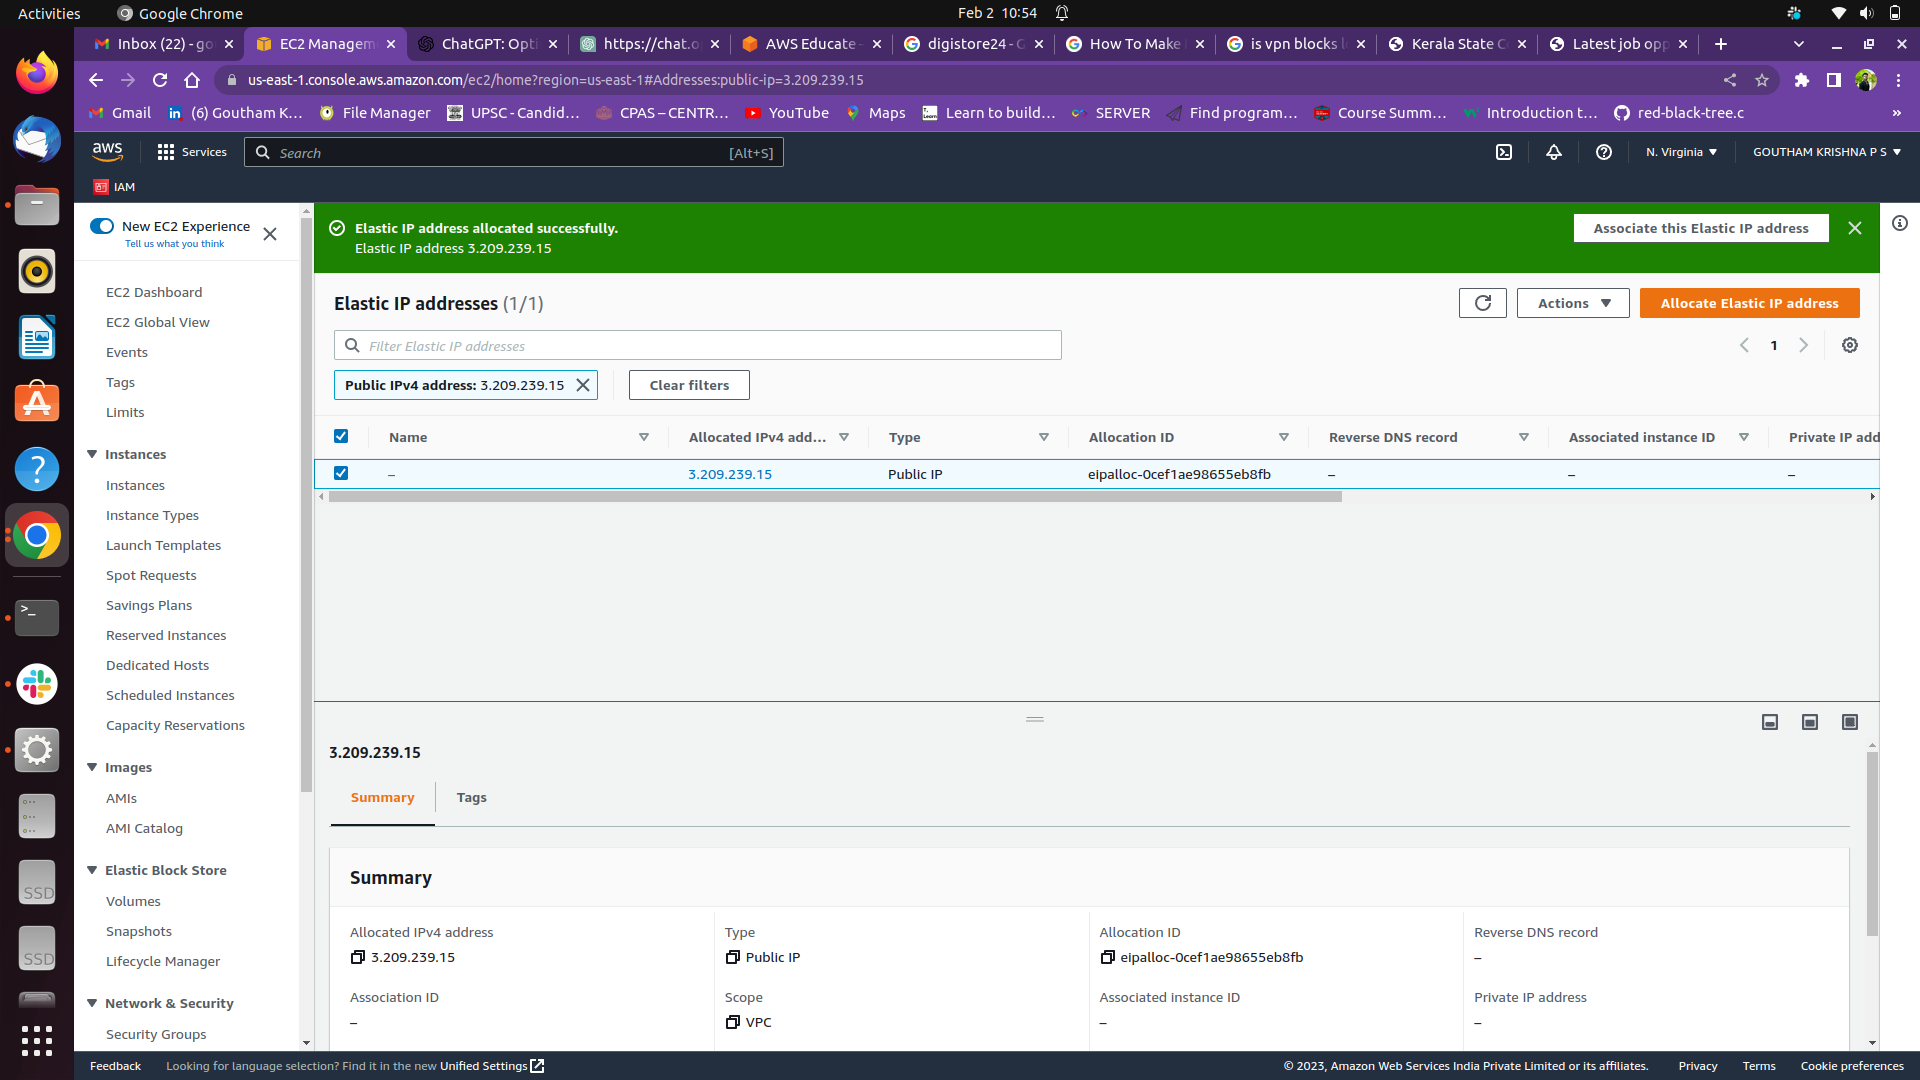 Activities
Google Chrome
Feb 2 10:54
Inbox (22) - go
EC2 Managem
ChatGPT: Opti
https://chat.o
AWS Educate -
digistore24 - G
How To Make
is vpn blocks
Kerala State C
Latest job opp
us-east-1.console.aws.amazon.com/ec2/home?region=us-east-1#Addresses:public-ip=3.209.239.15
Gmail
(6) Goutham K...
File Manager
UPSC - Candid...
CPAS – CENTR...
YouTube
Maps
Learn to build...
SERVER
Find program...
Course Summ...
Introduction t...
red-black-tree.c
»
aws
Services
Search
[Alt+S]
N. Virginia
GOUTHAM KRISHNA P S
IAM
New EC2 Experience
Tell us what you think
EC2 Dashboard
EC2 Global View
Events
Tags
Limits
Instances
Instances
Instance Types
Launch Templates
Spot Requests
Savings Plans
Reserved Instances
Dedicated Hosts
Scheduled Instances
Capacity Reservations
Images
AMIs
AMI Catalog
Elastic Block Store
Volumes
Snapshots
Lifecycle Manager
Network & Security
Security Groups
Elastic IP address allocated successfully.
Elastic IP address 3.209.239.15
Associate this Elastic IP address
Elastic IP addresses (1/1)
Actions
Allocate Elastic IP address
Filter Elastic IP addresses
1
Public IPv4 address: 3.209.239.15
Clear filters
Name
Allocated IPv4 add...
Type
Allocation ID
Reverse DNS record
Associated instance ID
Private IP add
–
3.209.239.15
Public IP
eipalloc-0cef1ae98655eb8fb
–
–
–
3.209.239.15
Summary
Tags
Summary
Allocated IPv4 address
Type
Allocation ID
Reverse DNS record
3.209.239.15
Public IP
eipalloc-0cef1ae98655eb8fb
–
Association ID
Scope
Associated instance ID
Private IP address
–
VPC
–
–
SSD
SSD
Feedback
Looking for language selection? Find it in the new Unified Settings
© 2023, Amazon Web Services India Private Limited or its affiliates.
Privacy
Terms
Cookie preferences